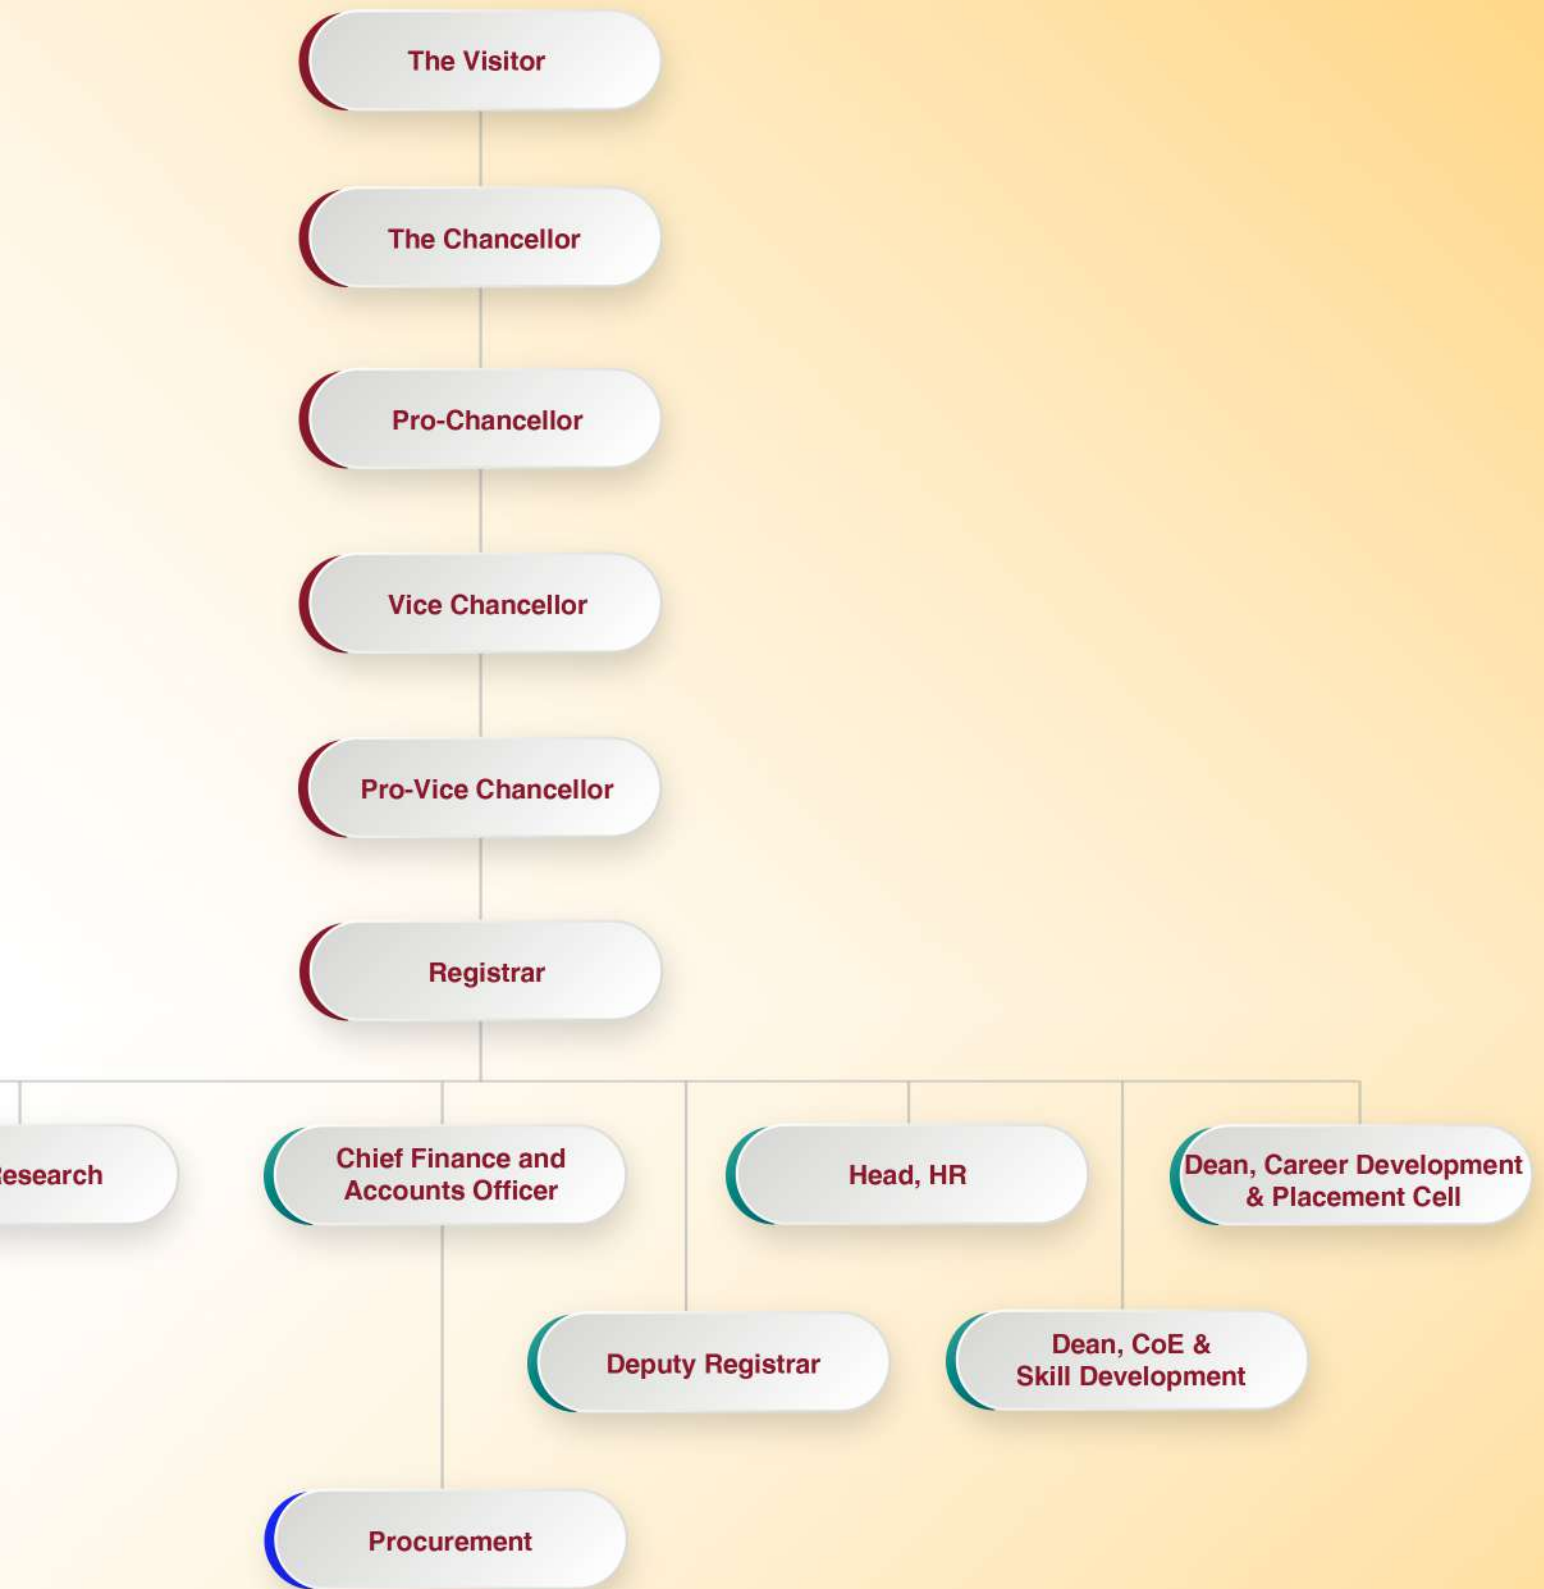 The Visitor
The Chancellor
Pro-Chancellor
Vice Chancellor
Pro-Vice Chancellor
Registrar
Chief Finance and
Accounts Officer
Head, HR
Dean, Career Development
& Placement Cell
Deputy Registrar
Dean, CoE &
Skill Development
Procurement